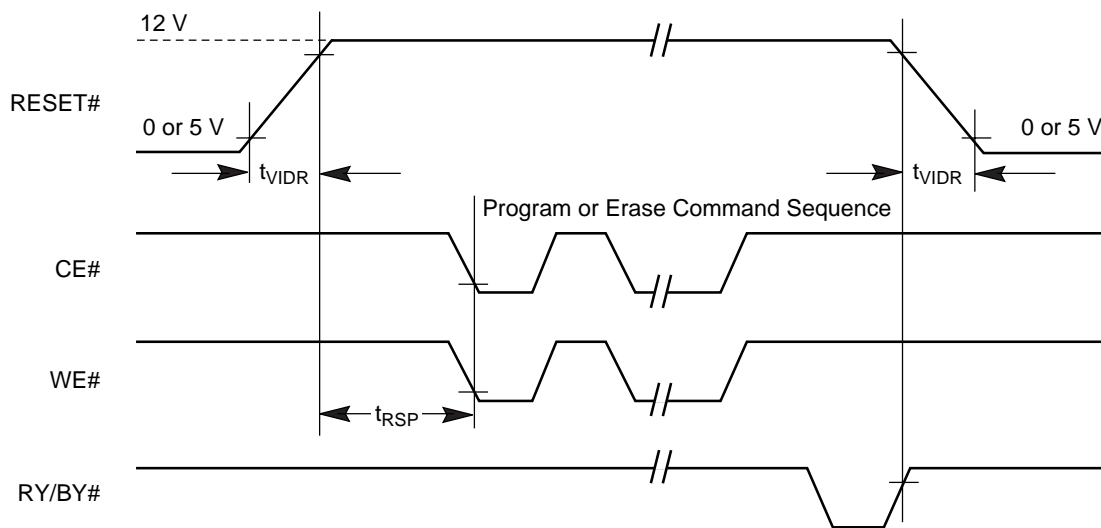 12 V
RESET#
0 or 5 V
0 or 5 V
tVIDR
tVIDR
Program or Erase Command Sequence
CE#
WE#
tRSP
RY/BY#